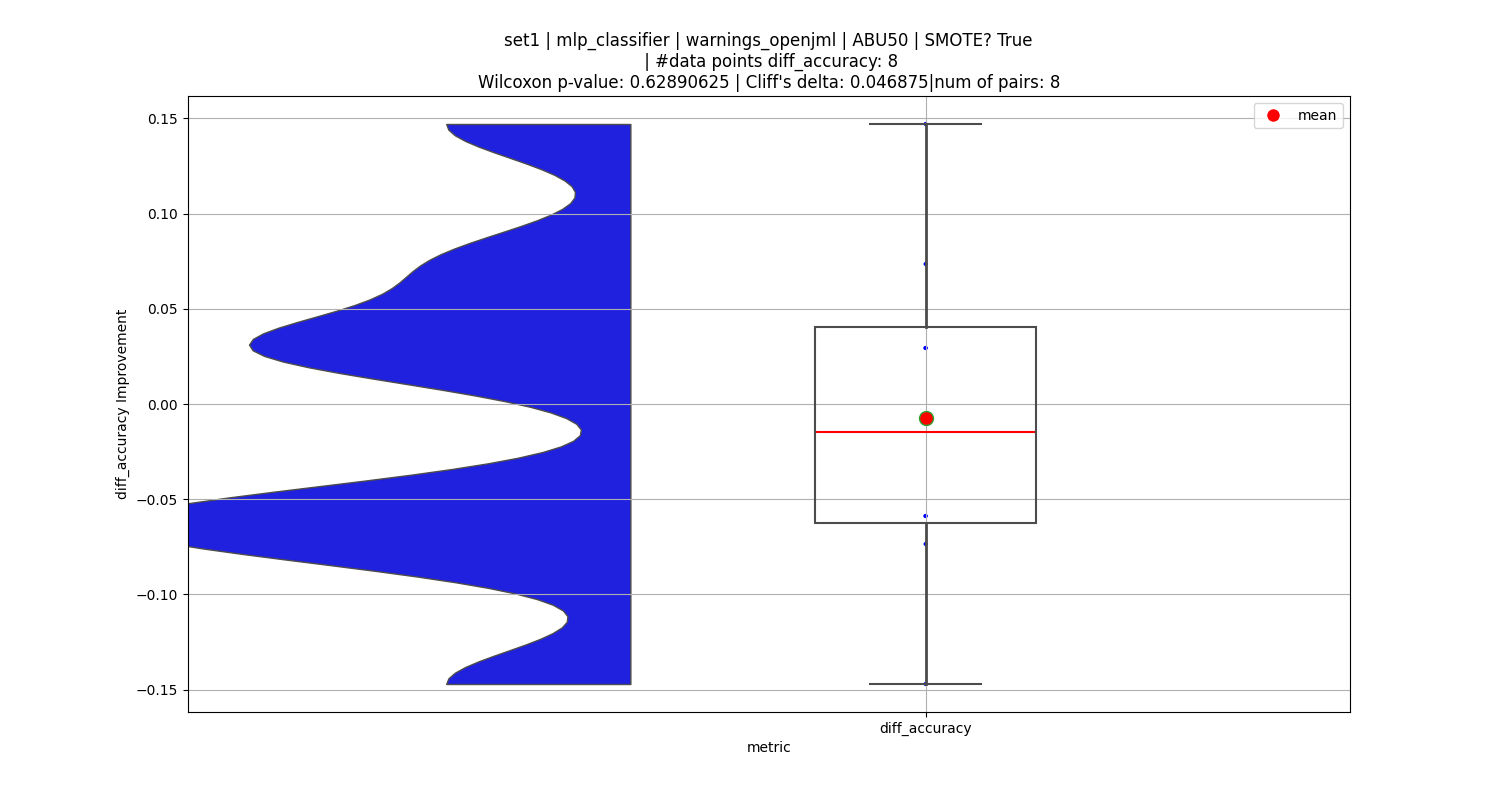 set1 | mlp_classifier | warnings_openjml | ABU50 | SMOTE? True
| #data points diff_accuracy: 8
Wilcoxon p-value: 0.62890625 | Cliff's delta: 0.046875|num of pairs: 8
mean
0.15
0.10
0.05
0.00
−0.05
−0.10
−0.15
diff_accuracy Improvement
diff_accuracy
metric